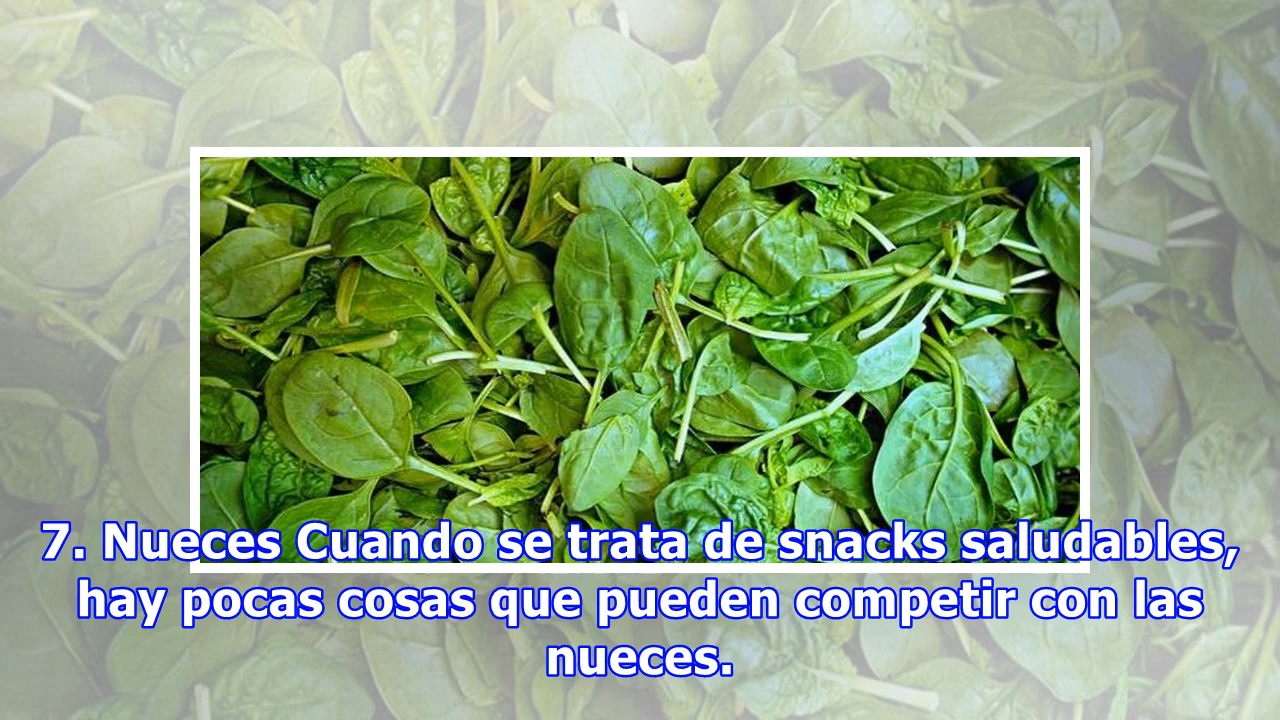 7. Nueces Cuando se trata de snacks saludables,
hay pocas cosas que pueden competir con las
nueces.